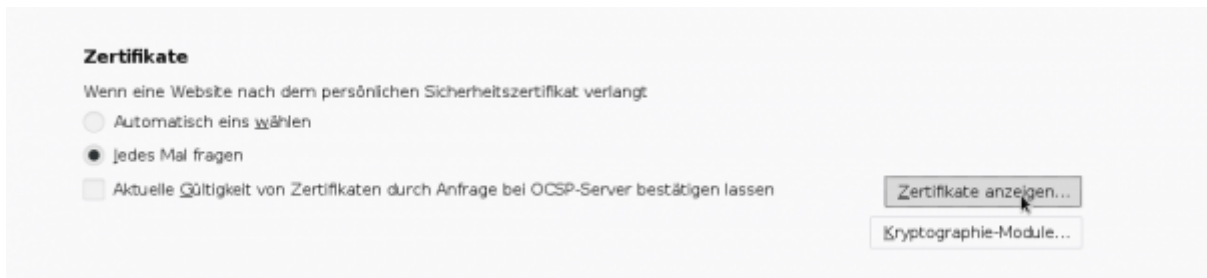 Zertifikate
Wenn eine Website nach dem persönlichen Sicherheitszertifikat verlangt
Automatisch eins wählen
Jedes Mal fragen
Aktuelle Gültigkeit von Zertifikaten durch Anfrage bei OCSP-Server bestätigen lassen
Zertifikate anzeigen...
Kryptographie-Module...